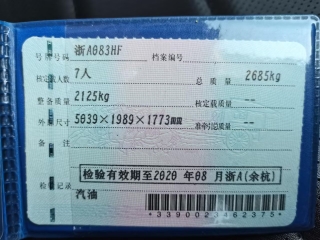 号牌号码 浙A083HF 档案编号
核定载人数 7人 总质量 2685kg
整备质量 2125kg 核定载质量 --
外廓尺寸 5039×1989×1773mm 准牵引总质量 --
备注
检验有效期至2020 年08 月浙A(余杭)
检验记录
汽油
*3390023462375*